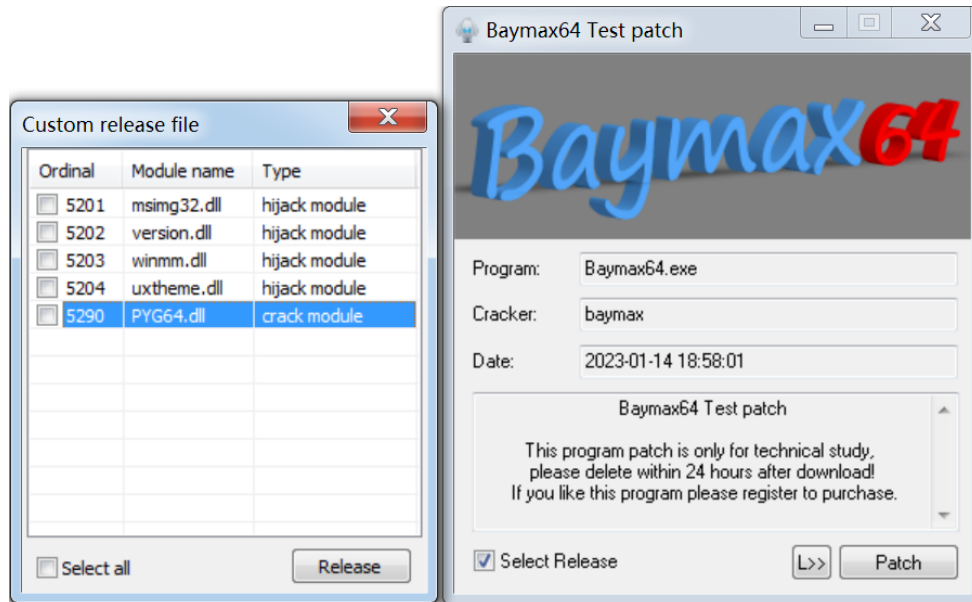 Custom release file
Ordinal Module name Type
5201 msimg32.dll hijack module
5202 version.dll hijack module
5203 winmm.dll hijack module
5204 uxtheme.dll hijack module
5290 PYG64.dll crack module
Select all Release
Baymax64 Test patch
Baymax64
Program: Baymax64.exe
Cracker: baymax
Date: 2023-01-14 18:58:01
Baymax64 Test patch
This program patch is only for technical study,
please delete within 24 hours after download!
If you like this program please register to purchase.
Select Release L>> Patch